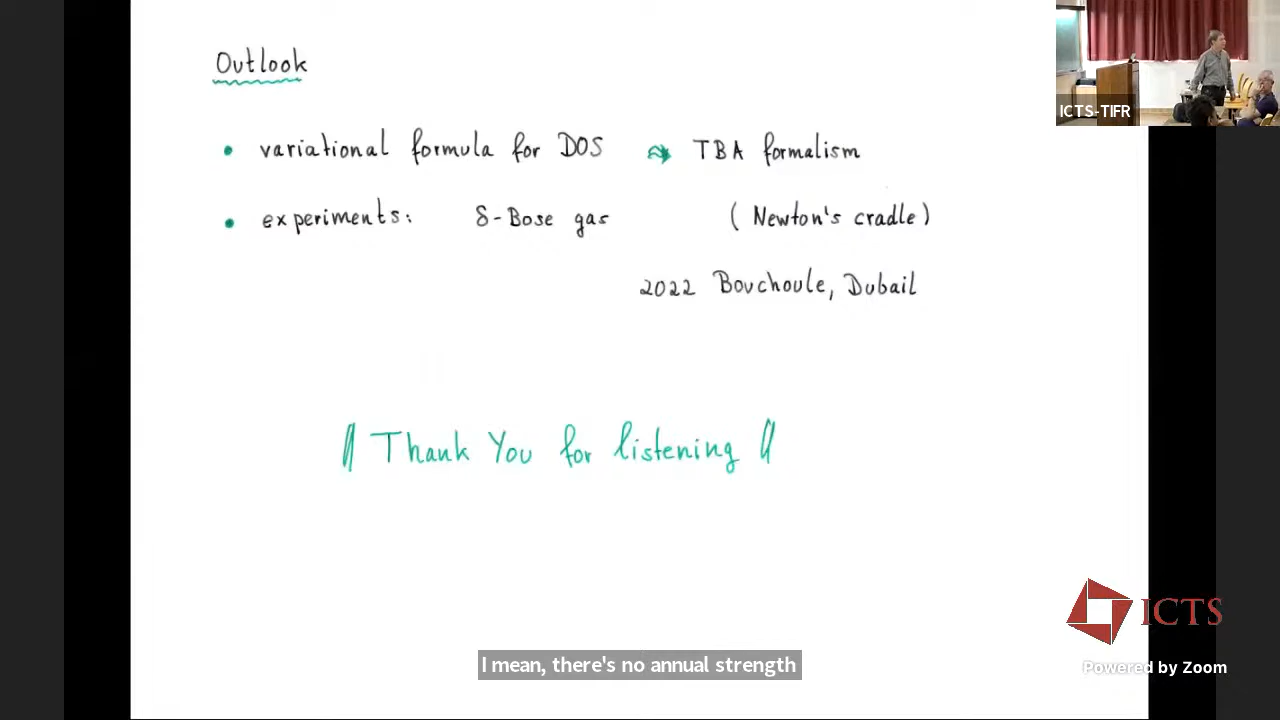 Outlook
• variational formula for DOS ⇝ TBA formalism
• experiments: δ-Bose gas (Newton's cradle)
2022 Bouchoule, Dubail
Thank You for listening
I mean, there's no annual strength
ICTS-TIFR
ICTS
Powered by Zoom